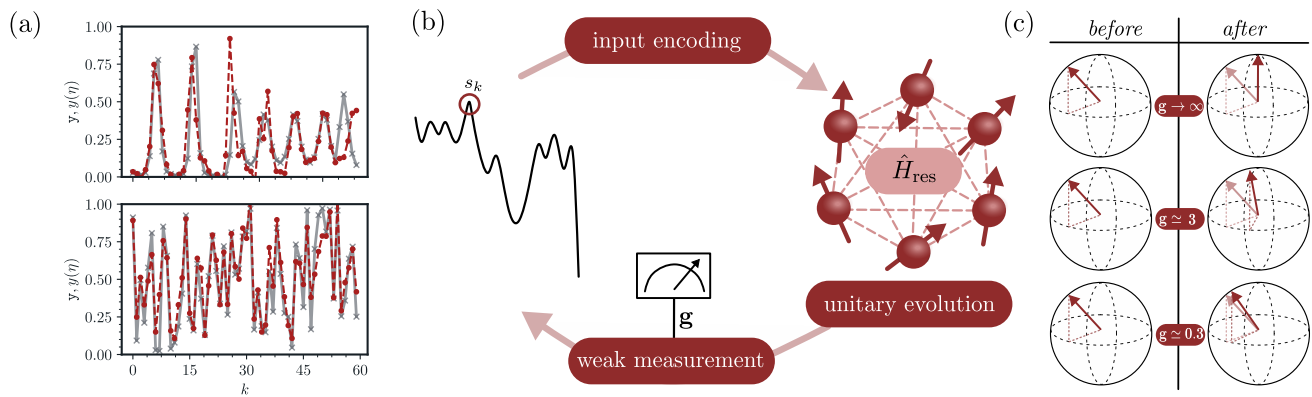 (a)
1.00
0.75
0.50
0.25
0.00
y, y(η)
1.00
0.75
0.50
0.25
0.00
y, y(η)
0 15 30 45 60
k
(b)
input encoding
s_k
Ĥ_res
unitary evolution
g
weak measurement
(c)
before after
g → ∞
g ≃ 3
g ≃ 0.3